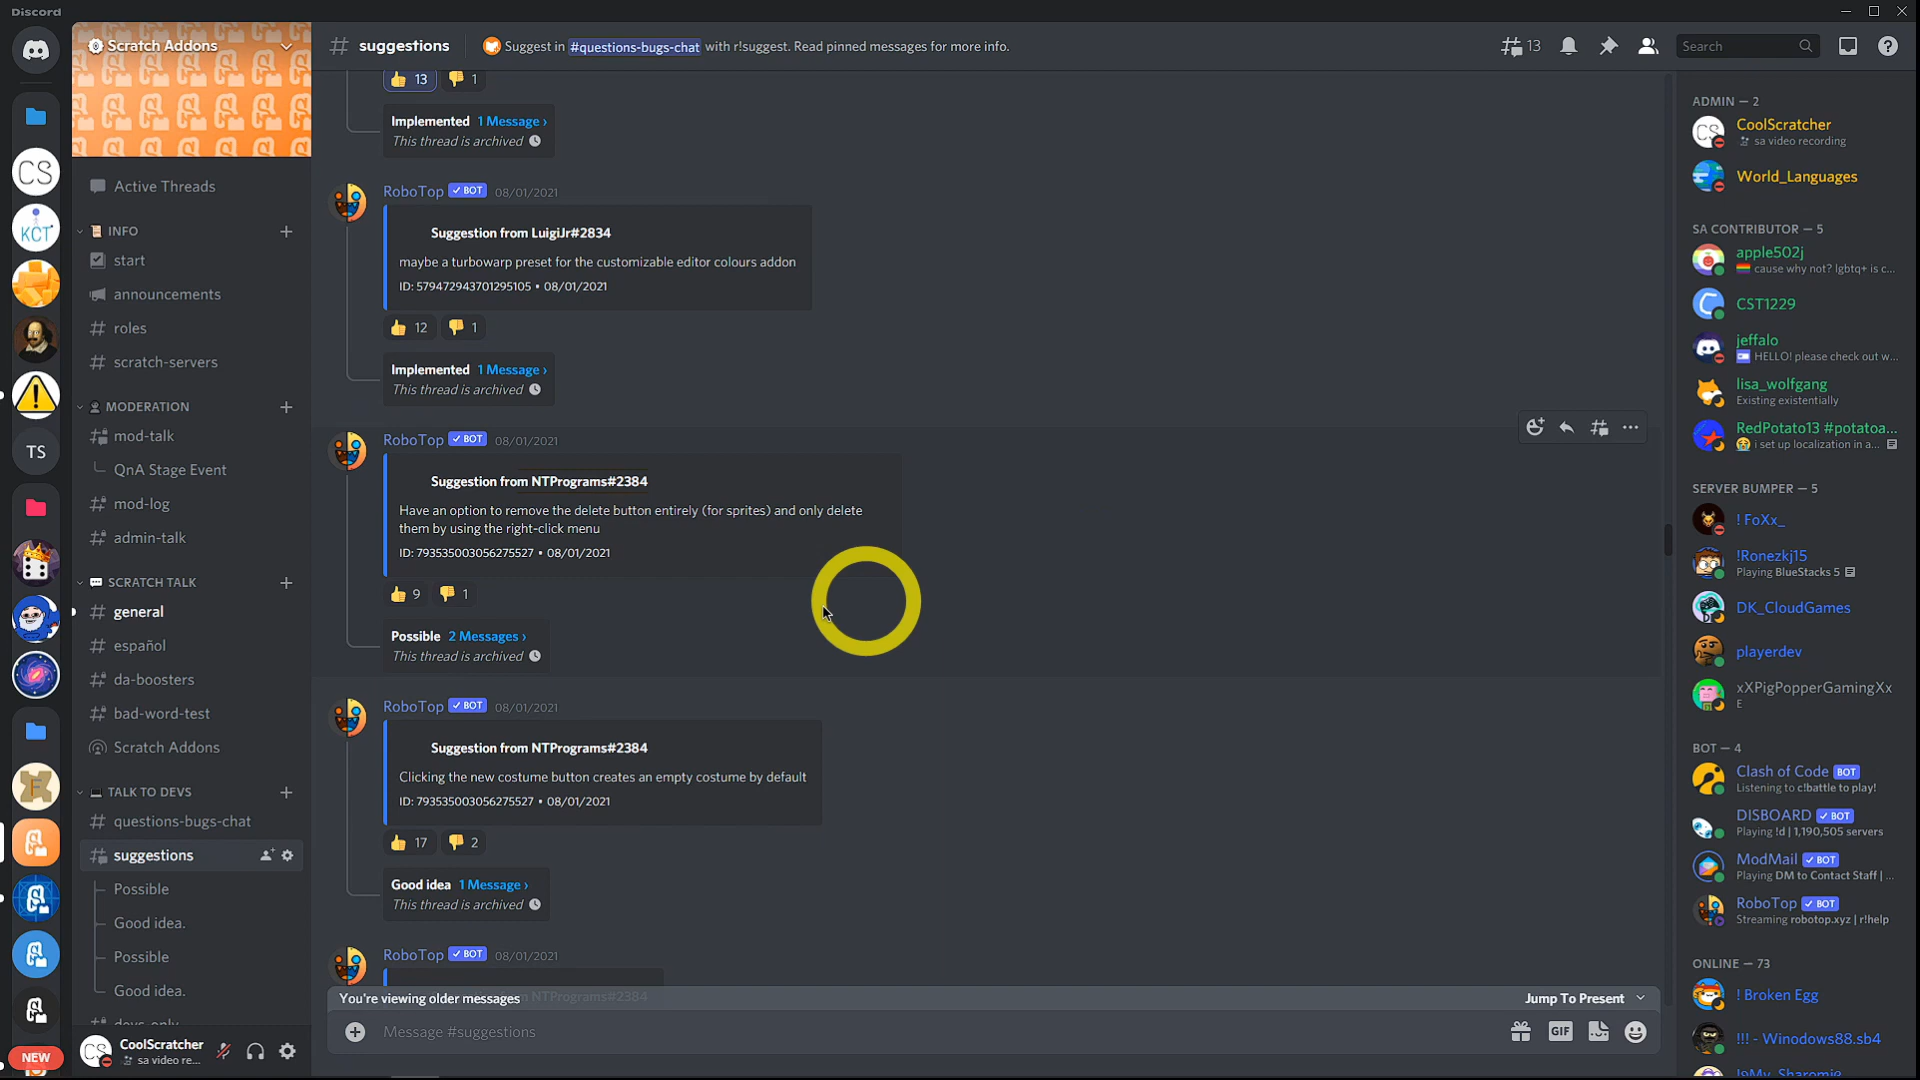 Discord
Scratch Addons
suggestions
Suggest in #questions-bugs-chat with r!suggest. Read pinned messages for more info.
13
Search
CS
KCT
TS
NEW
Active Threads
INFO
start
announcements
roles
scratch-servers
MODERATION
mod-talk
QnA Stage Event
mod-log
admin-talk
SCRATCH TALK
general
español
da-boosters
bad-word-test
Scratch Addons
TALK TO DEVS
questions-bugs-chat
suggestions
Possible
Good idea.
Possible
Good idea.
devs-only
CS
CoolScratcher
sa video re...
13
1
Implemented 1 Message ›
This thread is archived
RoboTop BOT 08/01/2021
Suggestion from LuigiJr#2834
maybe a turbowarp preset for the customizable editor colours addon
ID: 579472943701295105 • 08/01/2021
12
1
Implemented 1 Message ›
This thread is archived
RoboTop BOT 08/01/2021
Suggestion from NTPrograms#2384
Have an option to remove the delete button entirely (for sprites) and only delete
them by using the right-click menu
ID: 793535003056275527 • 08/01/2021
9
1
Possible 2 Messages ›
This thread is archived
RoboTop BOT 08/01/2021
Suggestion from NTPrograms#2384
Clicking the new costume button creates an empty costume by default
ID: 793535003056275527 • 08/01/2021
17
2
Good idea 1 Message ›
This thread is archived
RoboTop BOT 08/01/2021
NTPrograms#2384
You're viewing older messages
Jump To Present
Message #suggestions
GIF
ADMIN — 2
CS
CoolScratcher
sa video recording
World_Languages
SA CONTRIBUTOR — 5
apple502j
cause why not? lgbtq+ is c...
CST1229
jeffalo
HELLO! please check out w...
lisa_wolfgang
Existing existentially
RedPotato13 #potatoa...
i set up localization in a...
SERVER BUMPER — 5
! FoXx_
!Ronezkj15
Playing BlueStacks 5
DK_CloudGames
playerdev
xXPigPopperGamingXx
E
BOT — 4
Clash of Code BOT
Listening to c!battle to play!
DISBOARD BOT
Playing !d | 1,190,505 servers
ModMail BOT
Playing DM to Contact Staff | ...
RoboTop BOT
Streaming robotop.xyz | r!help
ONLINE — 73
! Broken Egg
!!! - Winodows88.sb4